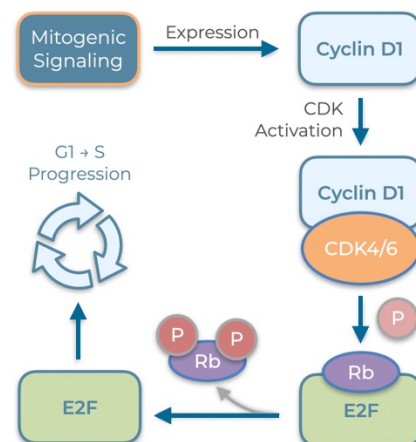 Mitogenic
Signaling
Expression
Cyclin D1
CDK
Activation
Cyclin D1
CDK4/6
P
Rb
E2F
P
P
Rb
E2F
G1 → S
Progression